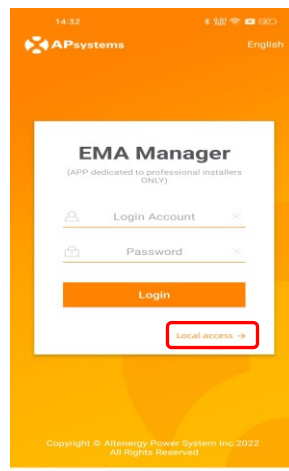 14:52
APsystems
English
EMA Manager
(APP dedicated to professional installers
ONLY)
Login Account
Password
Login
Local access →
Copyright © Altenergy Power System Inc.2022
All Rights Reserved